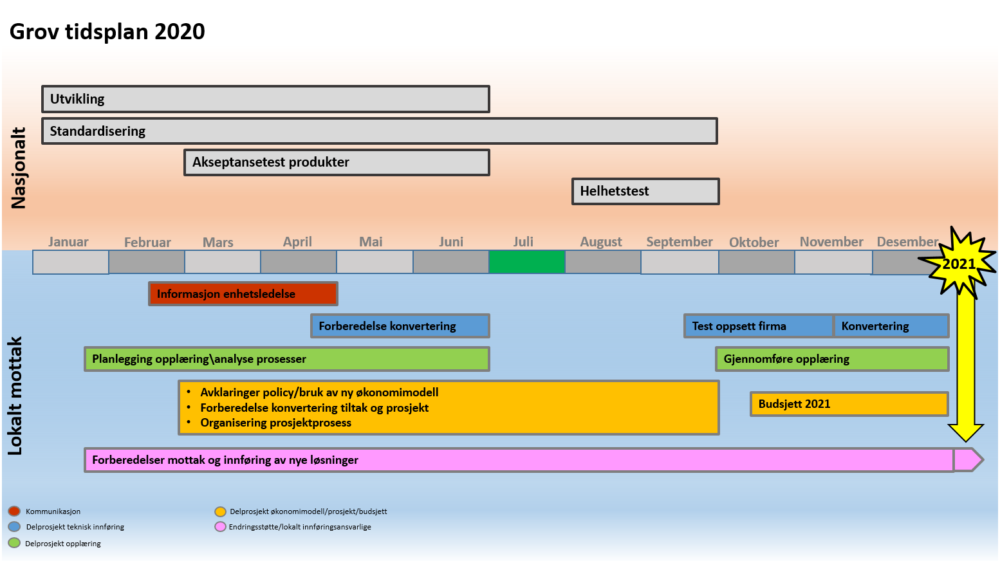 Grov tidsplan 2020
Nasjonalt
Utvikling
Standardisering
Akseptansetest produkter
Helhetstest
Januar Februar Mars April Mai Juni Juli August September Oktober November Desember
2021
Lokalt mottak
Informasjon enhetsledelse
Forberedelse konvertering
Test oppsett firma
Konvertering
Planlegging opplæring\analyse prosesser
Gjennomføre opplæring
• Avklaringer policy/bruk av ny økonomimodell
• Forberedelse konvertering tiltak og prosjekt
• Organisering prosjektprosess
Budsjett 2021
Forberedelser mottak og innføring av nye løsninger
Kommunikasjon
Delprosjekt teknisk innføring
Delprosjekt opplæring
Delprosjekt økonomimodell/prosjekt/budsjett
Endringsstøtte/lokalt innføringsansvarlige